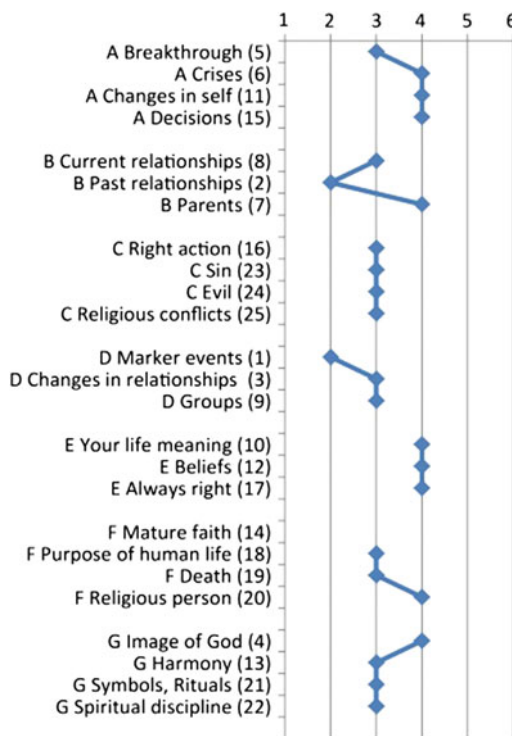 1 2 3 4 5 6
A Breakthrough (5)
A Crises (6)
A Changes in self (11)
A Decisions (15)
B Current relationships (8)
B Past relationships (2)
B Parents (7)
C Right action (16)
C Sin (23)
C Evil (24)
C Religious conflicts (25)
D Marker events (1)
D Changes in relationships (3)
D Groups (9)
E Your life meaning (10)
E Beliefs (12)
E Always right (17)
F Mature faith (14)
F Purpose of human life (18)
F Death (19)
F Religious person (20)
G Image of God (4)
G Harmony (13)
G Symbols, Rituals (21)
G Spiritual discipline (22)